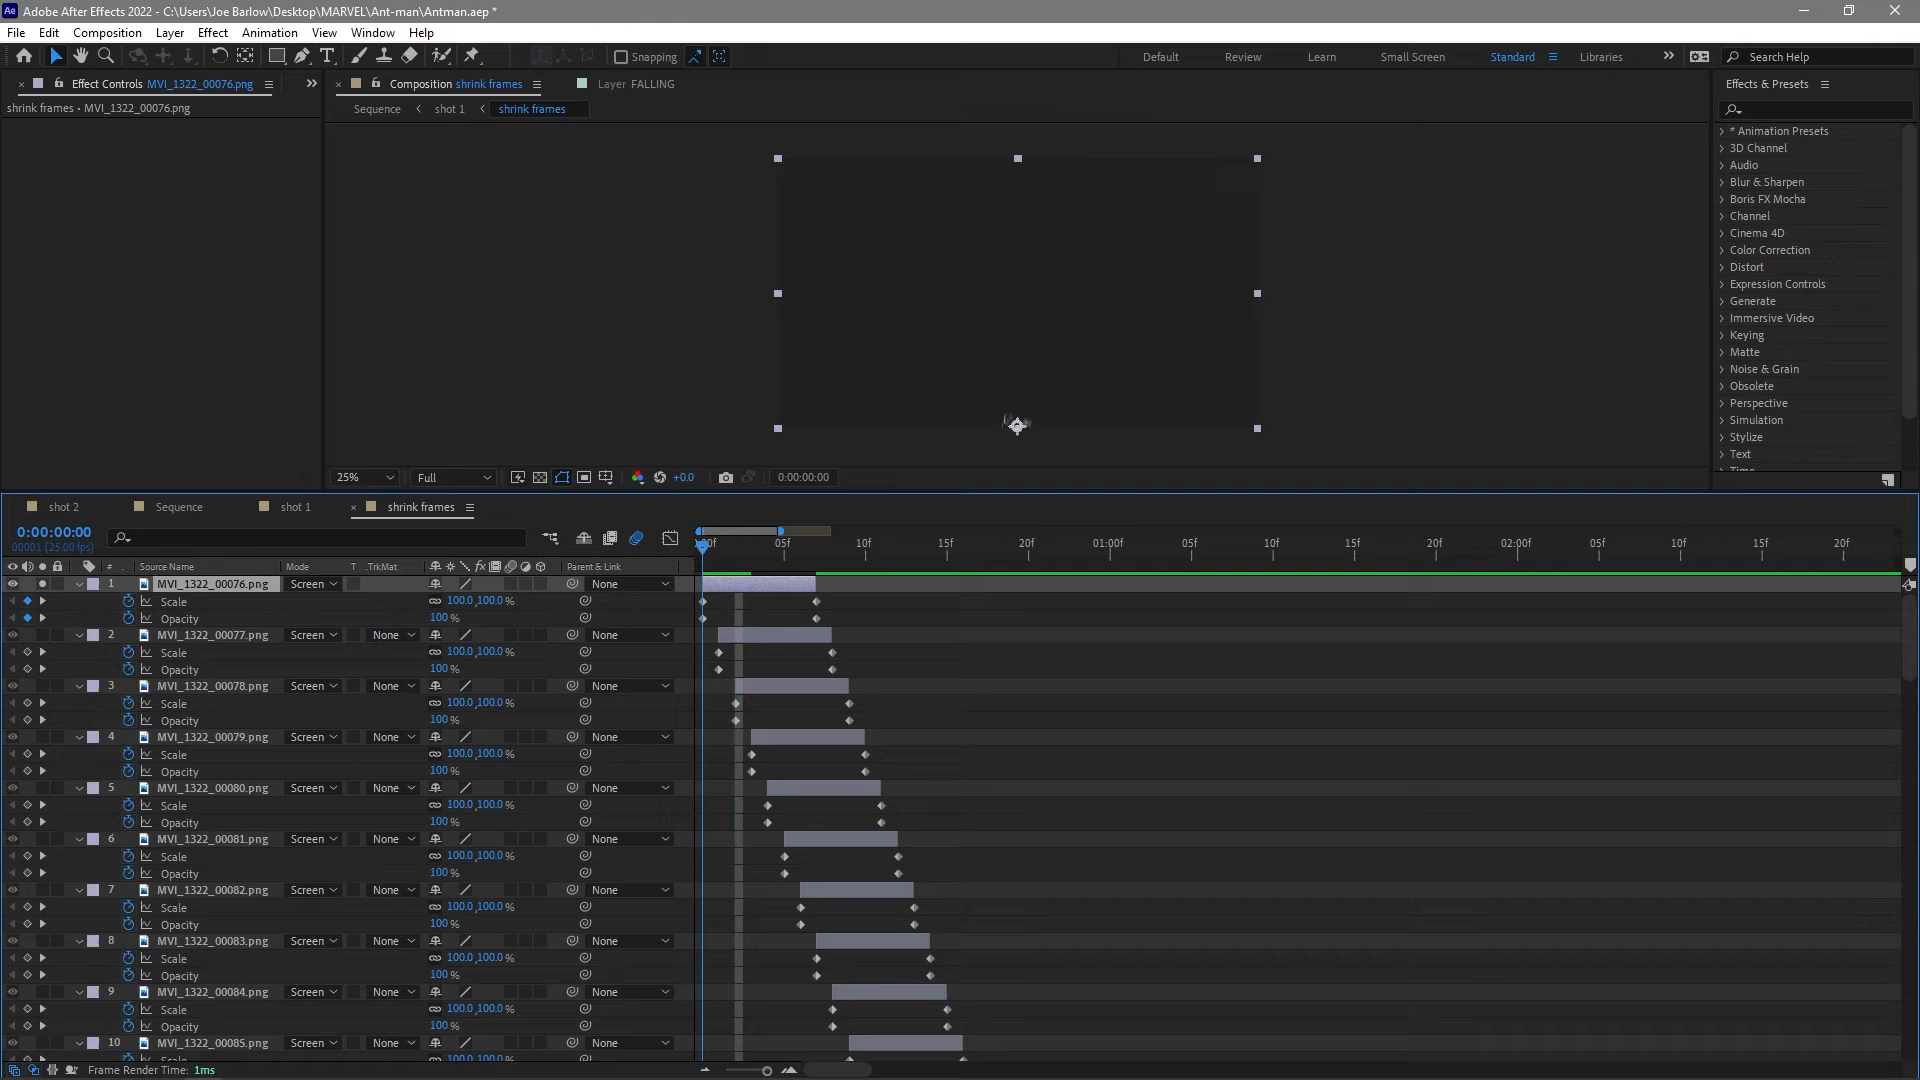 Adobe After Effects 2022 - C:\Users\Joe Barlow\Desktop\MARVEL\Ant-man\Antman.aep *
File Edit Composition Layer Effect Animation View Window Help
Snapping Default Review Learn Small Screen Standard Libraries Search Help
Effect Controls MVI_1322_00076.png Composition shrink frames Layer FALLING Effects & Presets
shrink frames • MVI_1322_00076.png Sequence shot 1 shrink frames
* Animation Presets
3D Channel
Audio
Blur & Sharpen
Boris FX Mocha
Channel
Cinema 4D
Color Correction
Distort
Expression Controls
Generate
Immersive Video
Keying
Matte
Noise & Grain
Obsolete
Perspective
Simulation
Stylize
Text
25% Full +0.0 0:00:00:00
shot 2 Sequence shot 1 shrink frames
0:00:00:00
00001 (25.00 fps)
05f 10f 15f 20f 01:00f 05f 10f 15f 20f 02:00f 05f 10f 15f 20f
# Source Name Mode T .TrkMat Parent & Link
1 MVI_1322_00076.png Screen None
Scale 100.0,100.0 %
Opacity 100 %
2 MVI_1322_00077.png Screen None None
Scale 100.0,100.0 %
Opacity 100 %
3 MVI_1322_00078.png Screen None None
Scale 100.0,100.0 %
Opacity 100 %
4 MVI_1322_00079.png Screen None None
Scale 100.0,100.0 %
Opacity 100 %
5 MVI_1322_00080.png Screen None None
Scale 100.0,100.0 %
Opacity 100 %
6 MVI_1322_00081.png Screen None None
Scale 100.0,100.0 %
Opacity 100 %
7 MVI_1322_00082.png Screen None None
Scale 100.0,100.0 %
Opacity 100 %
8 MVI_1322_00083.png Screen None None
Scale 100.0,100.0 %
Opacity 100 %
9 MVI_1322_00084.png Screen None None
Scale 100.0,100.0 %
Opacity 100 %
10 MVI_1322_00085.png Screen None None
Frame Render Time: 1ms